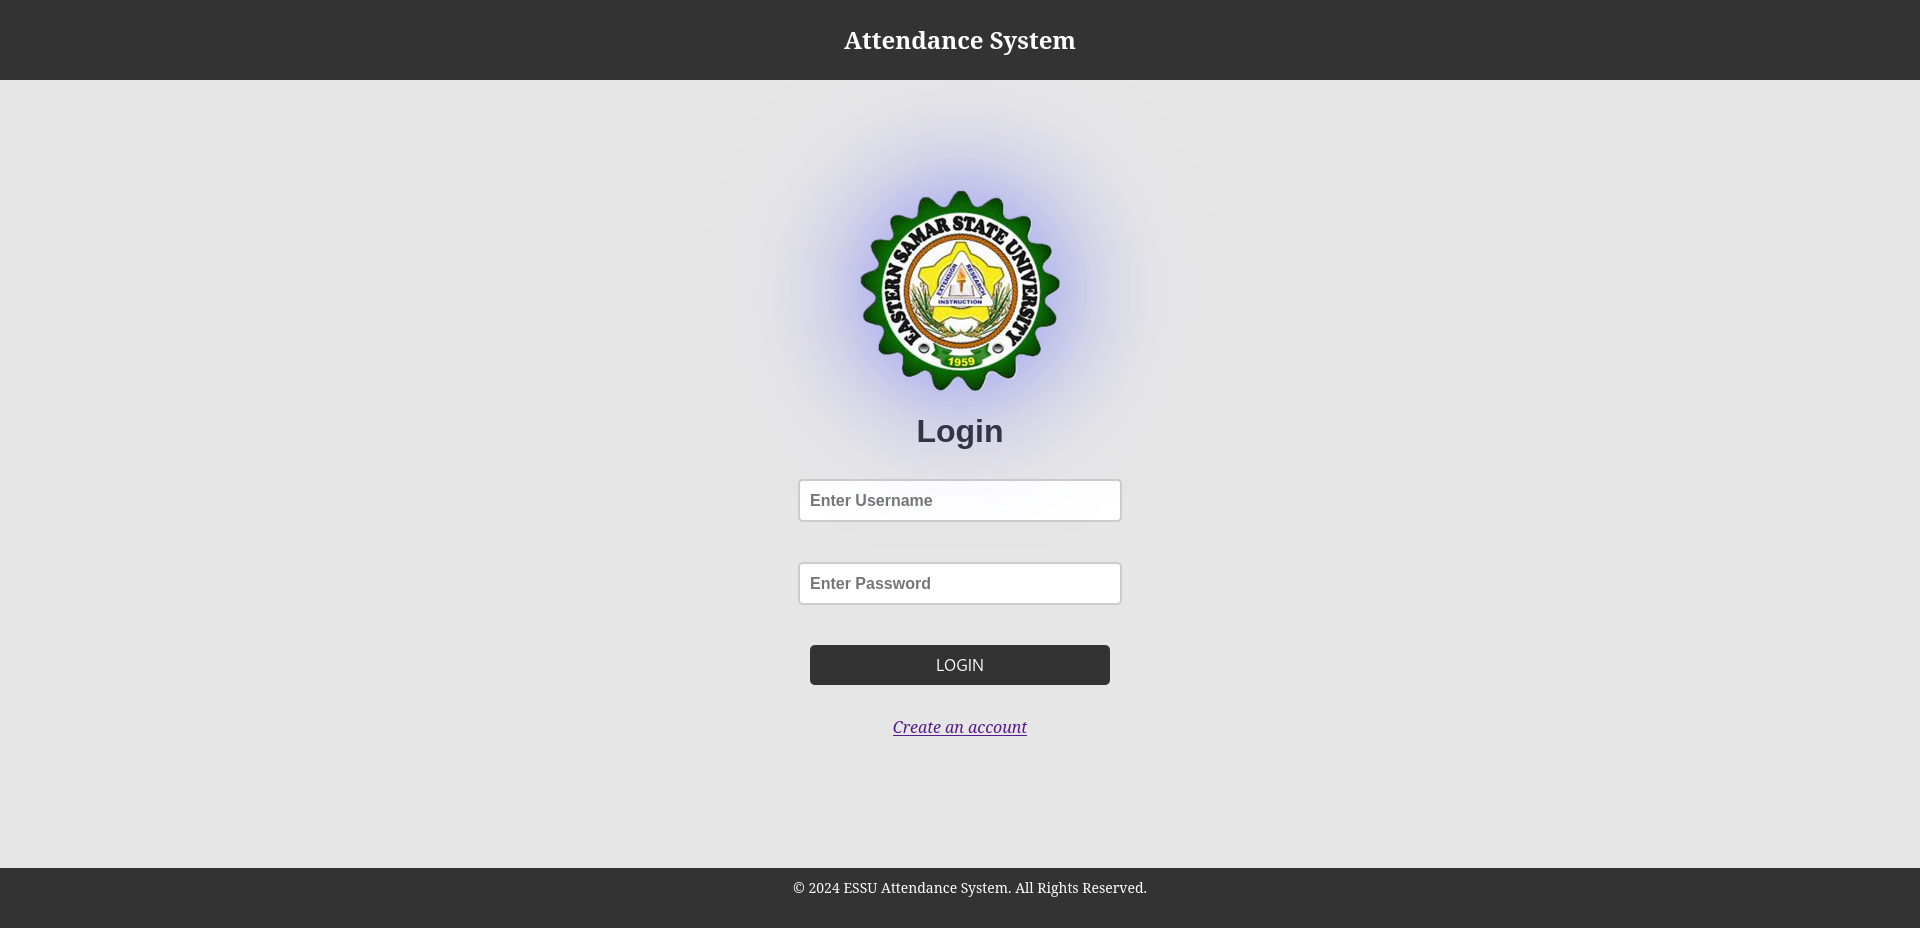 Attendance System
EASTERN SAMAR STATE UNIVERSITY
EXTENSION
RESEARCH
INSTRUCTION
1959
Login
Enter Username
Enter Password
LOGIN
Create an account
© 2024 ESSU Attendance System. All Rights Reserved.